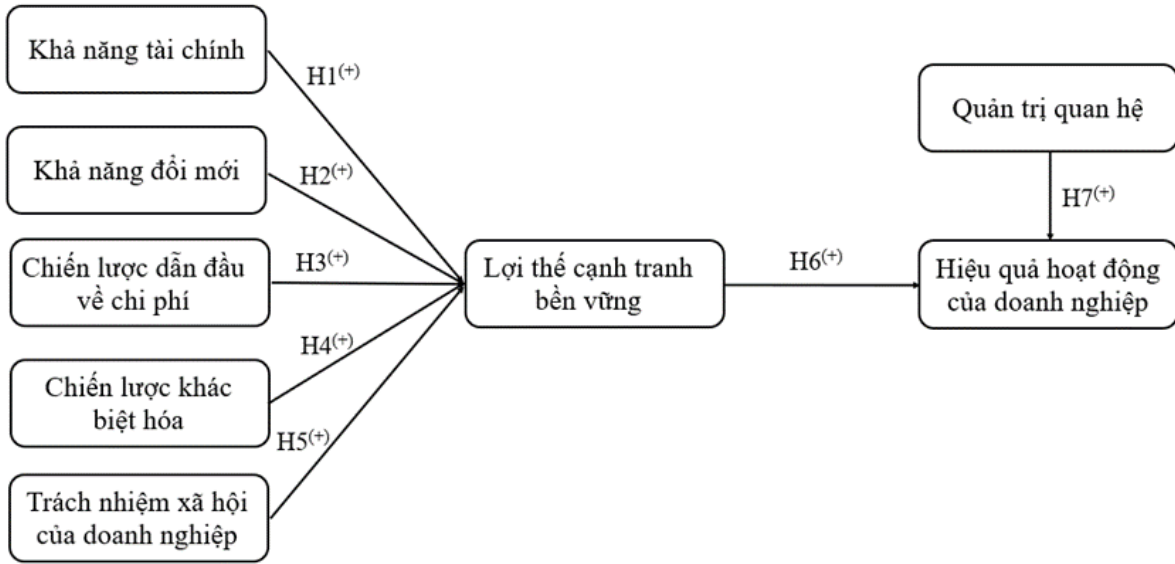 Khả năng tài chính
H1(+)
Khả năng đổi mới
H2(+)
Chiến lược dẫn đầu
về chi phí
H3(+)
Chiến lược khác
biệt hóa
H4(+)
Trách nhiệm xã hội
của doanh nghiệp
H5(+)
Lợi thế cạnh tranh
bền vững
H6(+)
Quản trị quan hệ
H7(+)
Hiệu quả hoạt động
của doanh nghiệp